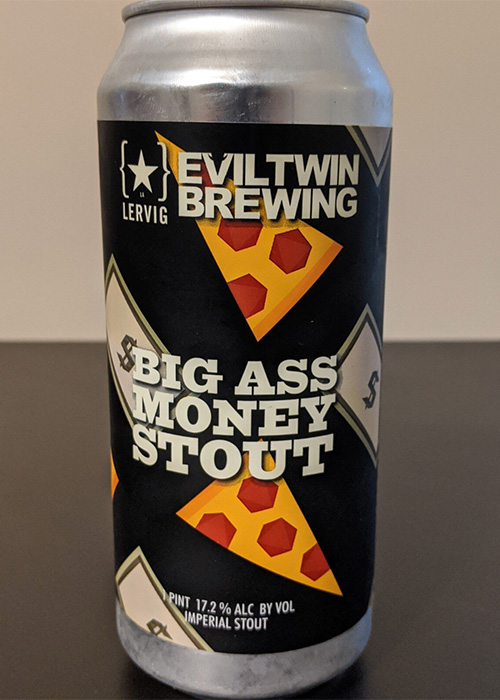 LERVIG
EVILTWIN
BREWING
$
BIG ASS
MONEY
STOUT
$
1 PINT 17.2% ALC BY VOL
IMPERIAL STOUT
$